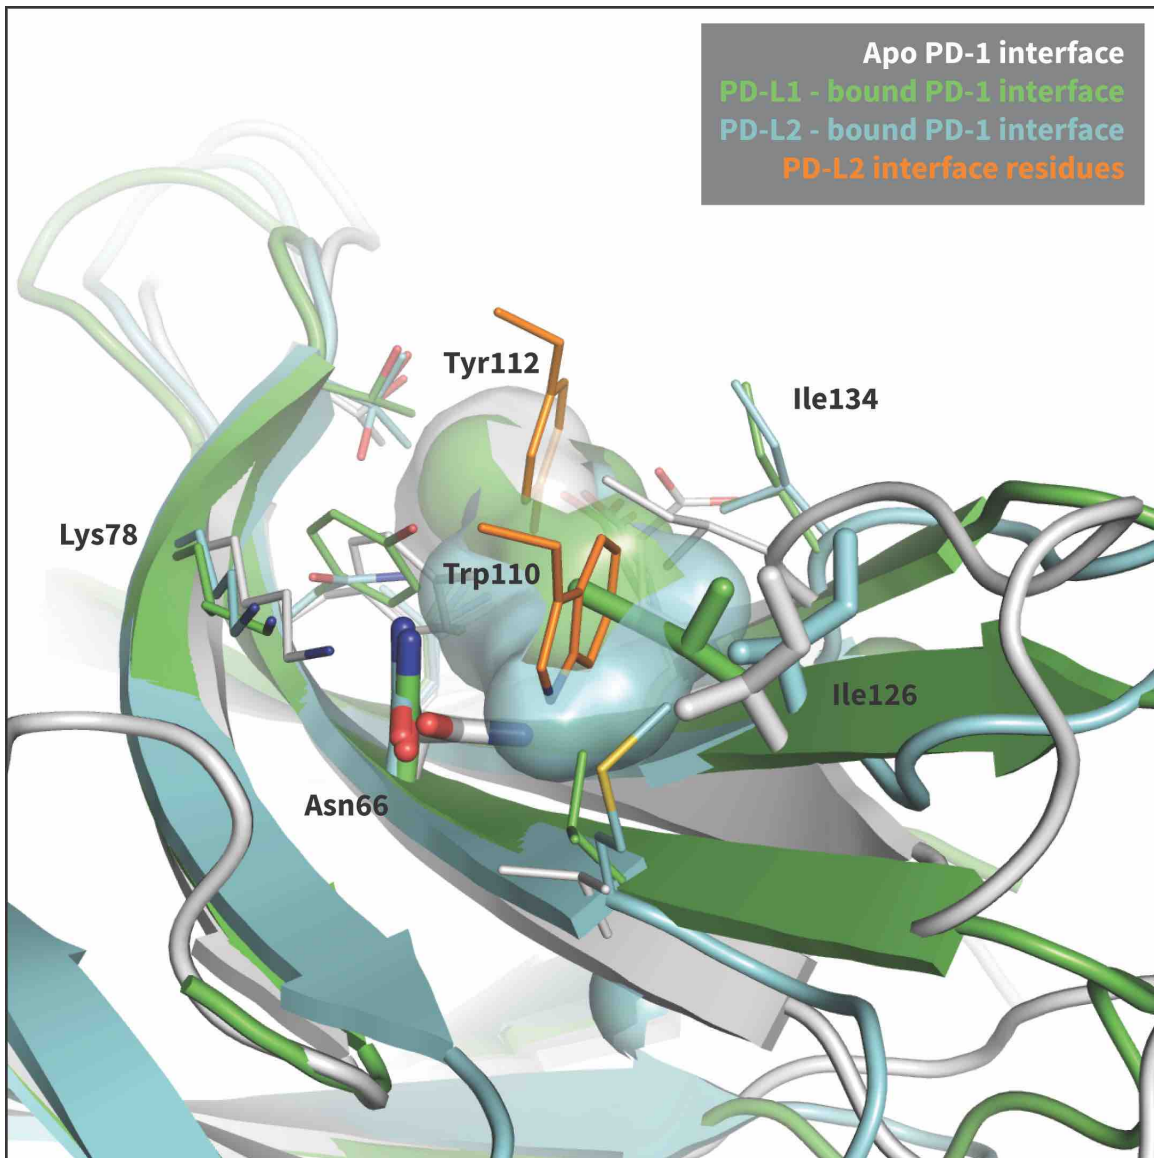 Apo PD-1 interface
PD-L1 - bound PD-1 interface
PD-L2 - bound PD-1 interface
PD-L2 interface residues
Tyr112
Ile134
Lys78
Trp110
Ile126
Asn66